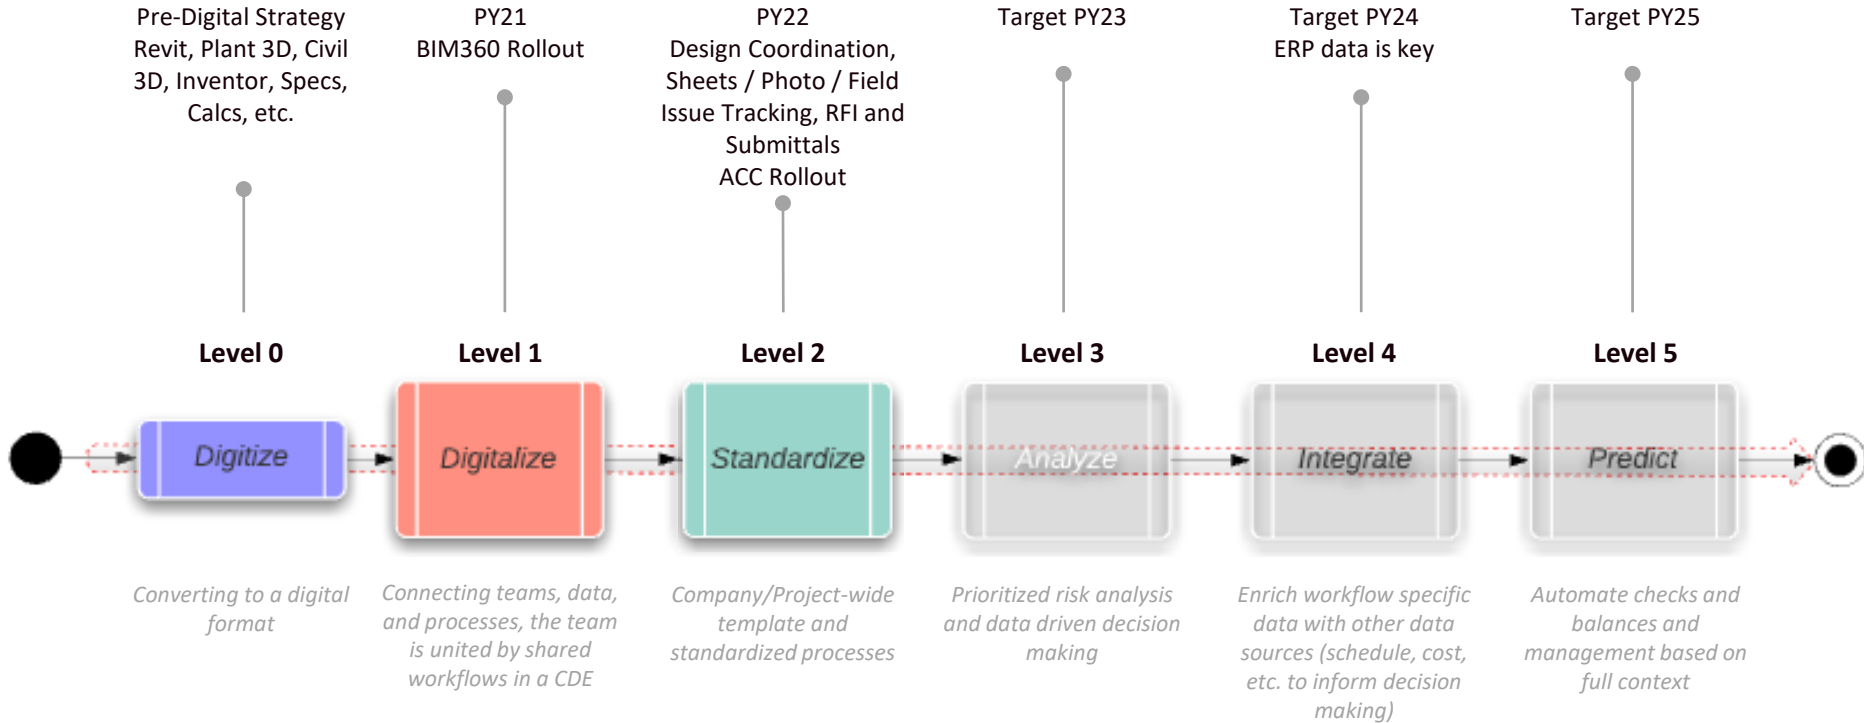 Pre-Digital Strategy
Revit, Plant 3D, Civil
3D, Inventor, Specs,
Calcs, etc.
PY21
BIM360 Rollout
PY22
Design Coordination,
Sheets / Photo / Field
Issue Tracking, RFI and
Submittals
ACC Rollout
Target PY23
Target PY24
ERP data is key
Target PY25
Level 0
Level 1
Level 2
Level 3
Level 4
Level 5
Digitize
Digitalize
Standardize
Analyze
Integrate
Predict
Converting to a digital
format
Connecting teams, data,
and processes, the team
is united by shared
workflows in a CDE
Company/Project-wide
template and
standardized processes
Prioritized risk analysis
and data driven decision
making
Enrich workflow specific
data with other data
sources (schedule, cost,
etc. to inform decision
making)
Automate checks and
balances and
management based on
full context